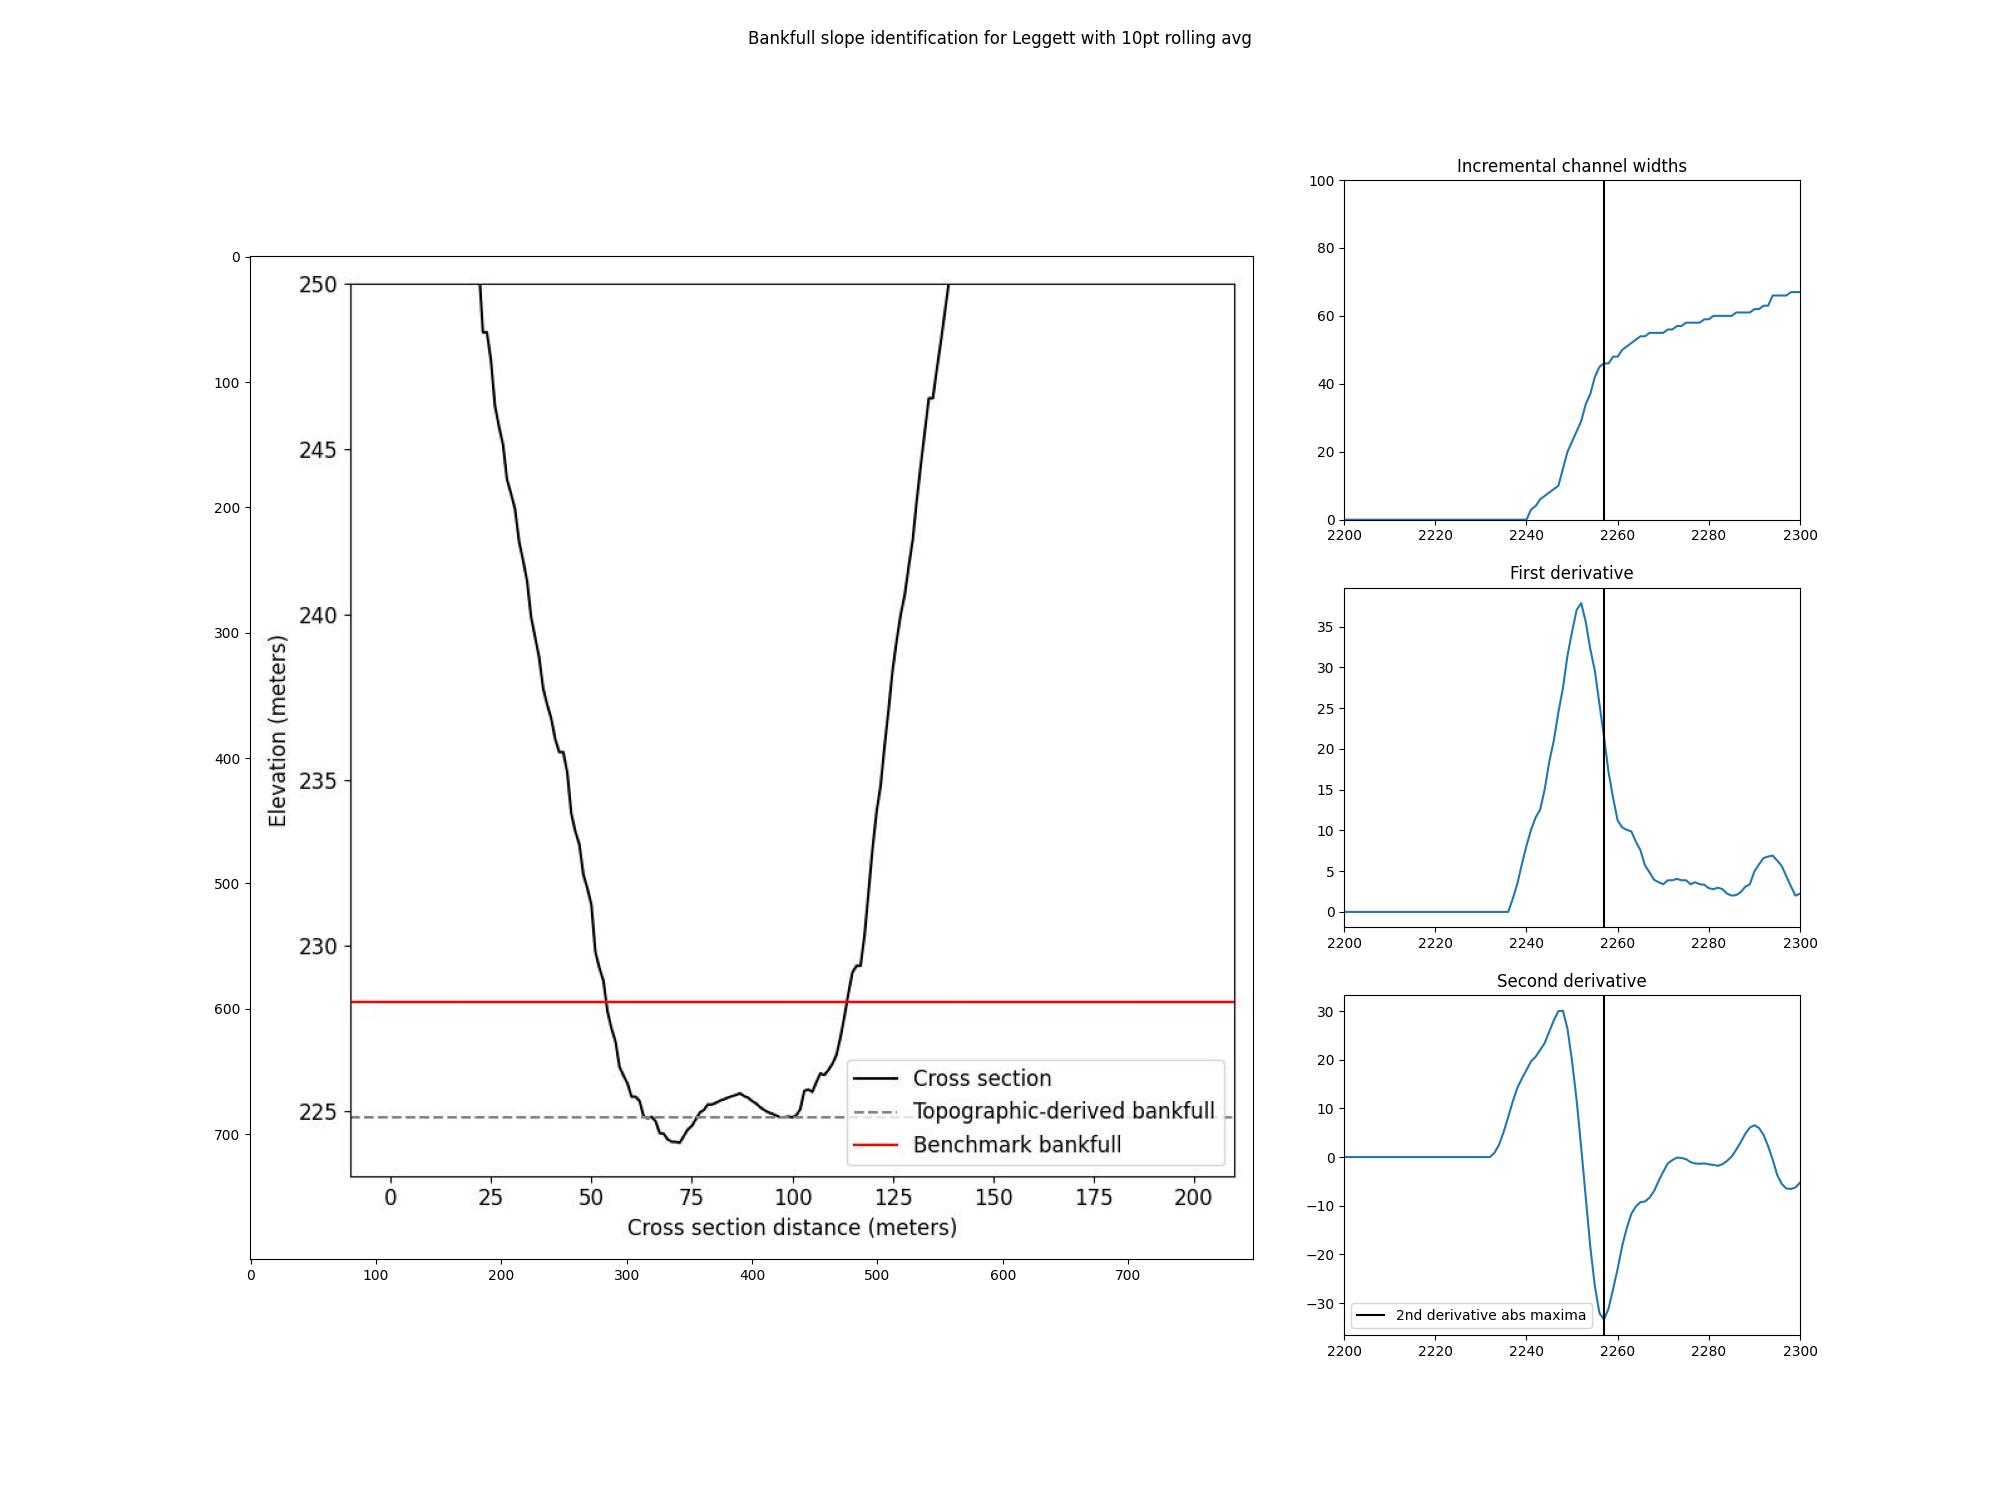 Bankfull slope identification for Leggett with 10pt rolling avg
0
100
200
300
400
500
600
700
0 100 200 300 400 500 600 700
250
245
240
235
230
225
Elevation (meters)
Cross section
Topographic-derived bankfull
Benchmark bankfull
0 25 50 75 100 125 150 175 200
Cross section distance (meters)
Incremental channel widths
100
80
60
40
20
0
2200 2220 2240 2260 2280 2300
First derivative
35
30
25
20
15
10
5
0
2200 2220 2240 2260 2280 2300
Second derivative
30
20
10
0
−10
−20
−30
2nd derivative abs maxima
2200 2220 2240 2260 2280 2300